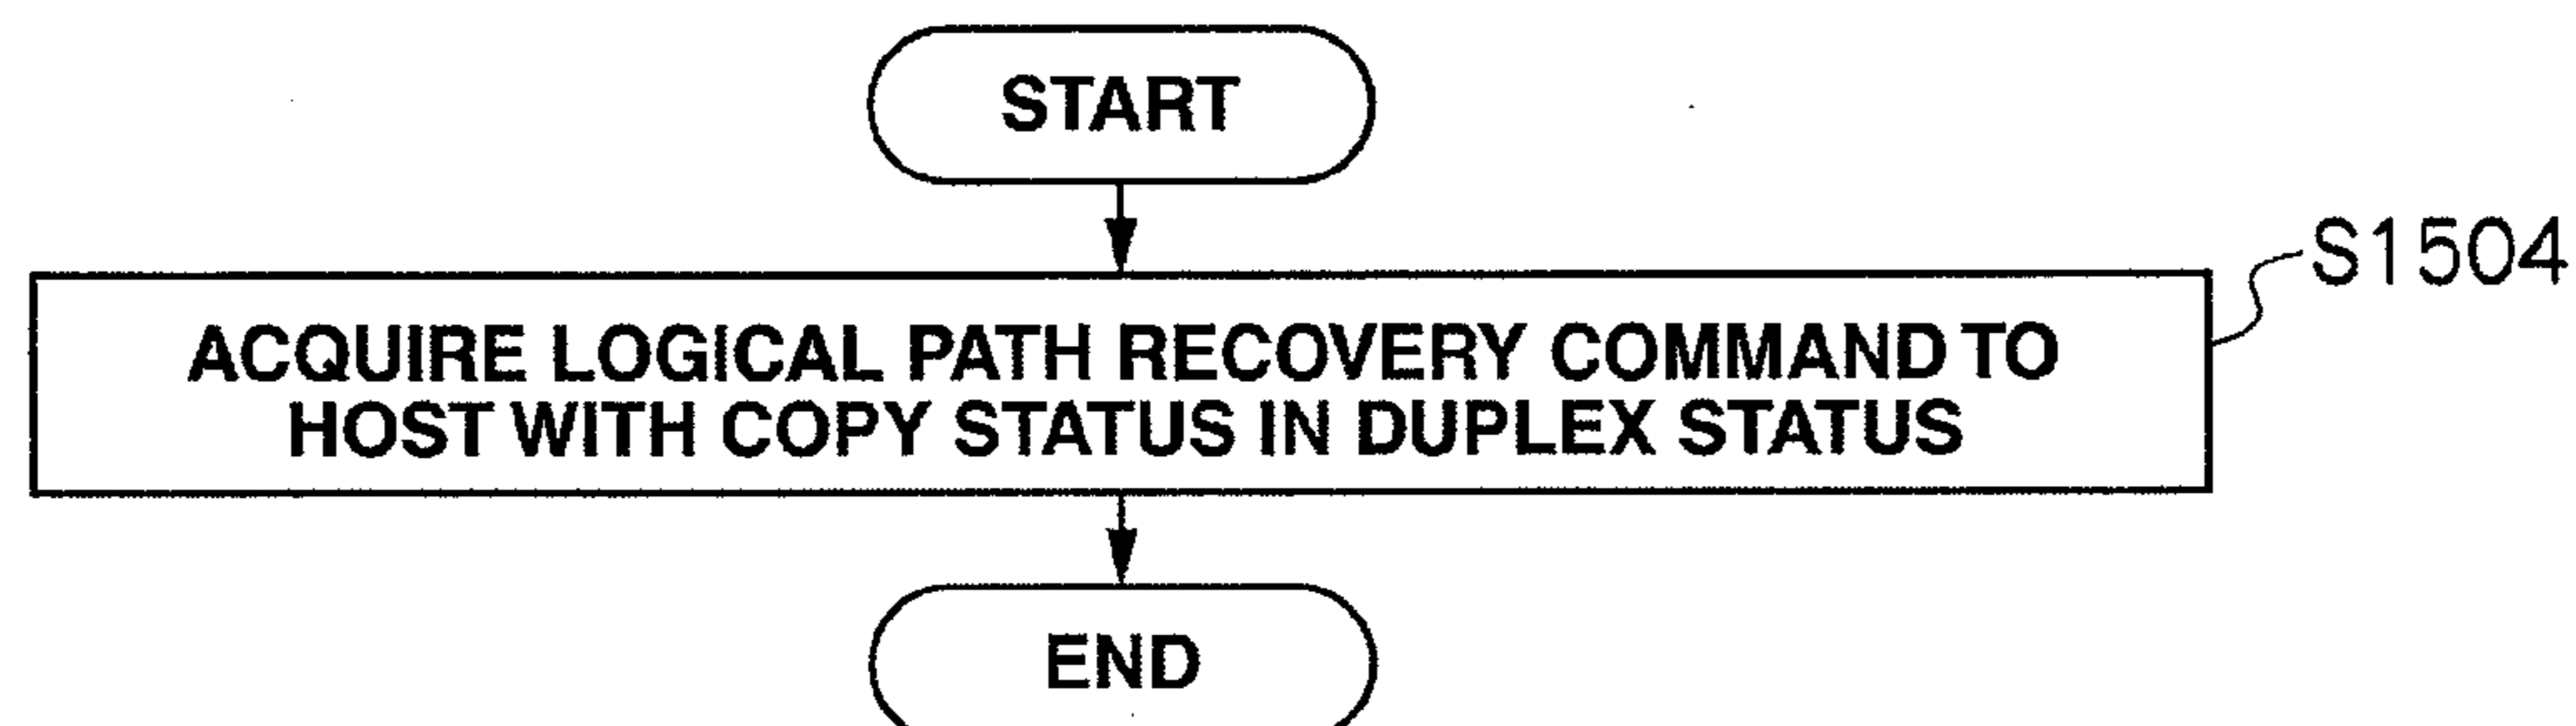 START
S1504
ACQUIRE LOGICAL PATH RECOVERY COMMAND TO
HOST WITH COPY STATUS IN DUPLEX STATUS
END